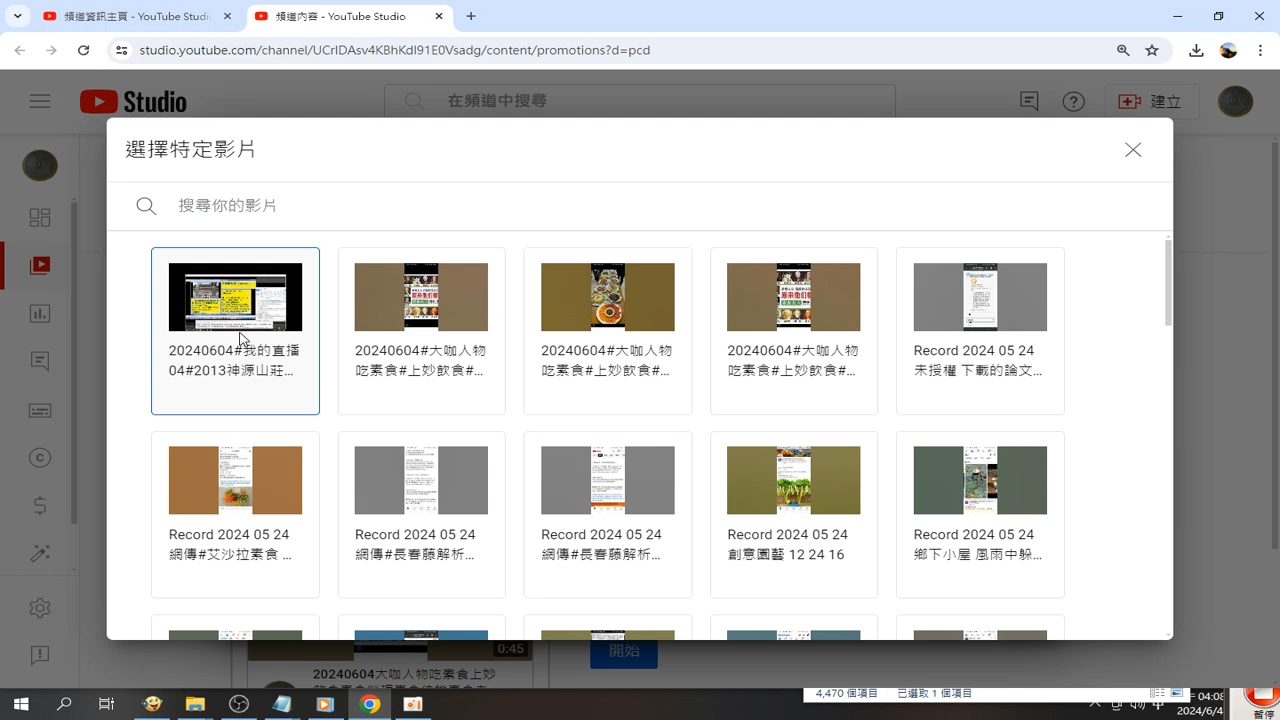 頻道資訊主頁 - YouTube Studi
頻道內容 - YouTube Studio
studio.youtube.com/channel/UCrIDAsv4KBhKdI91E0Vsadg/content/promotions?d=pcd
Studio
在頻道中搜尋
建立
選擇特定影片
搜尋你的影片
20240604#我的直播
04#2013神源山莊...
20240604#大咖人物
吃素食#上妙飲食#...
20240604#大咖人物
吃素食#上妙飲食#...
20240604#大咖人物
吃素食#上妙飲食#...
Record 2024 05 24
未授權 下載的論文...
Record 2024 05 24
網傳#艾沙拉素食 ...
Record 2024 05 24
網傳#長春藤解析...
Record 2024 05 24
網傳#長春藤解析...
Record 2024 05 24
創意園藝 12 24 16
Record 2024 05 24
鄉下小屋 風雨中躲...
0:45
開始
20240604大咖人物吃素食上妙
4,470 個項目
已選取 1 個項目
04:08
中
2024/6/4
暫停